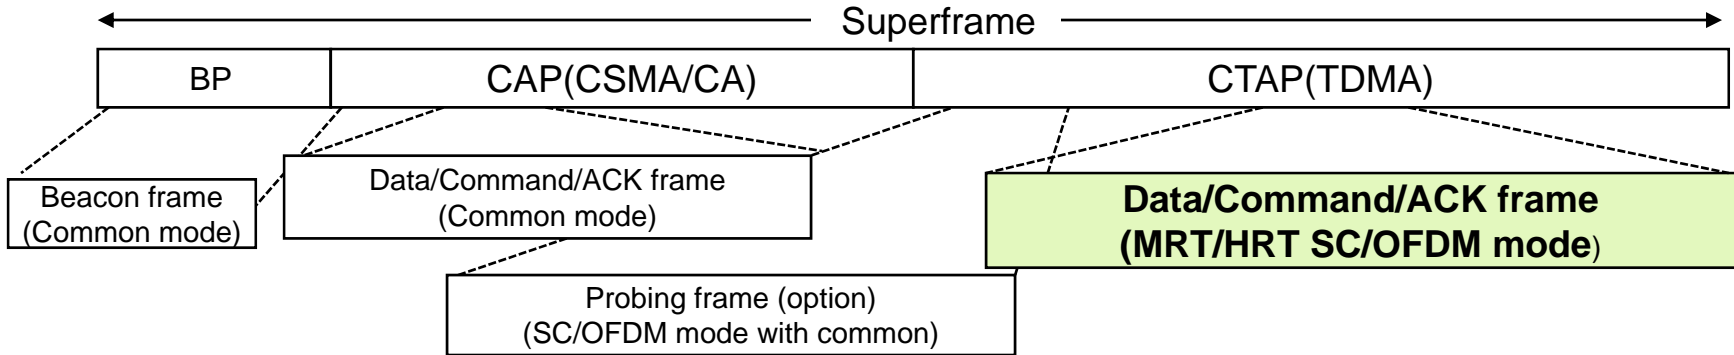 Superframe
BP
CAP(CSMA/CA)
CTAP(TDMA)
Beacon frame
(Common mode)
Data/Command/ACK frame
(Common mode)
Data/Command/ACK frame
(MRT/HRT SC/OFDM mode)
Probing frame (option)
(SC/OFDM mode with common)